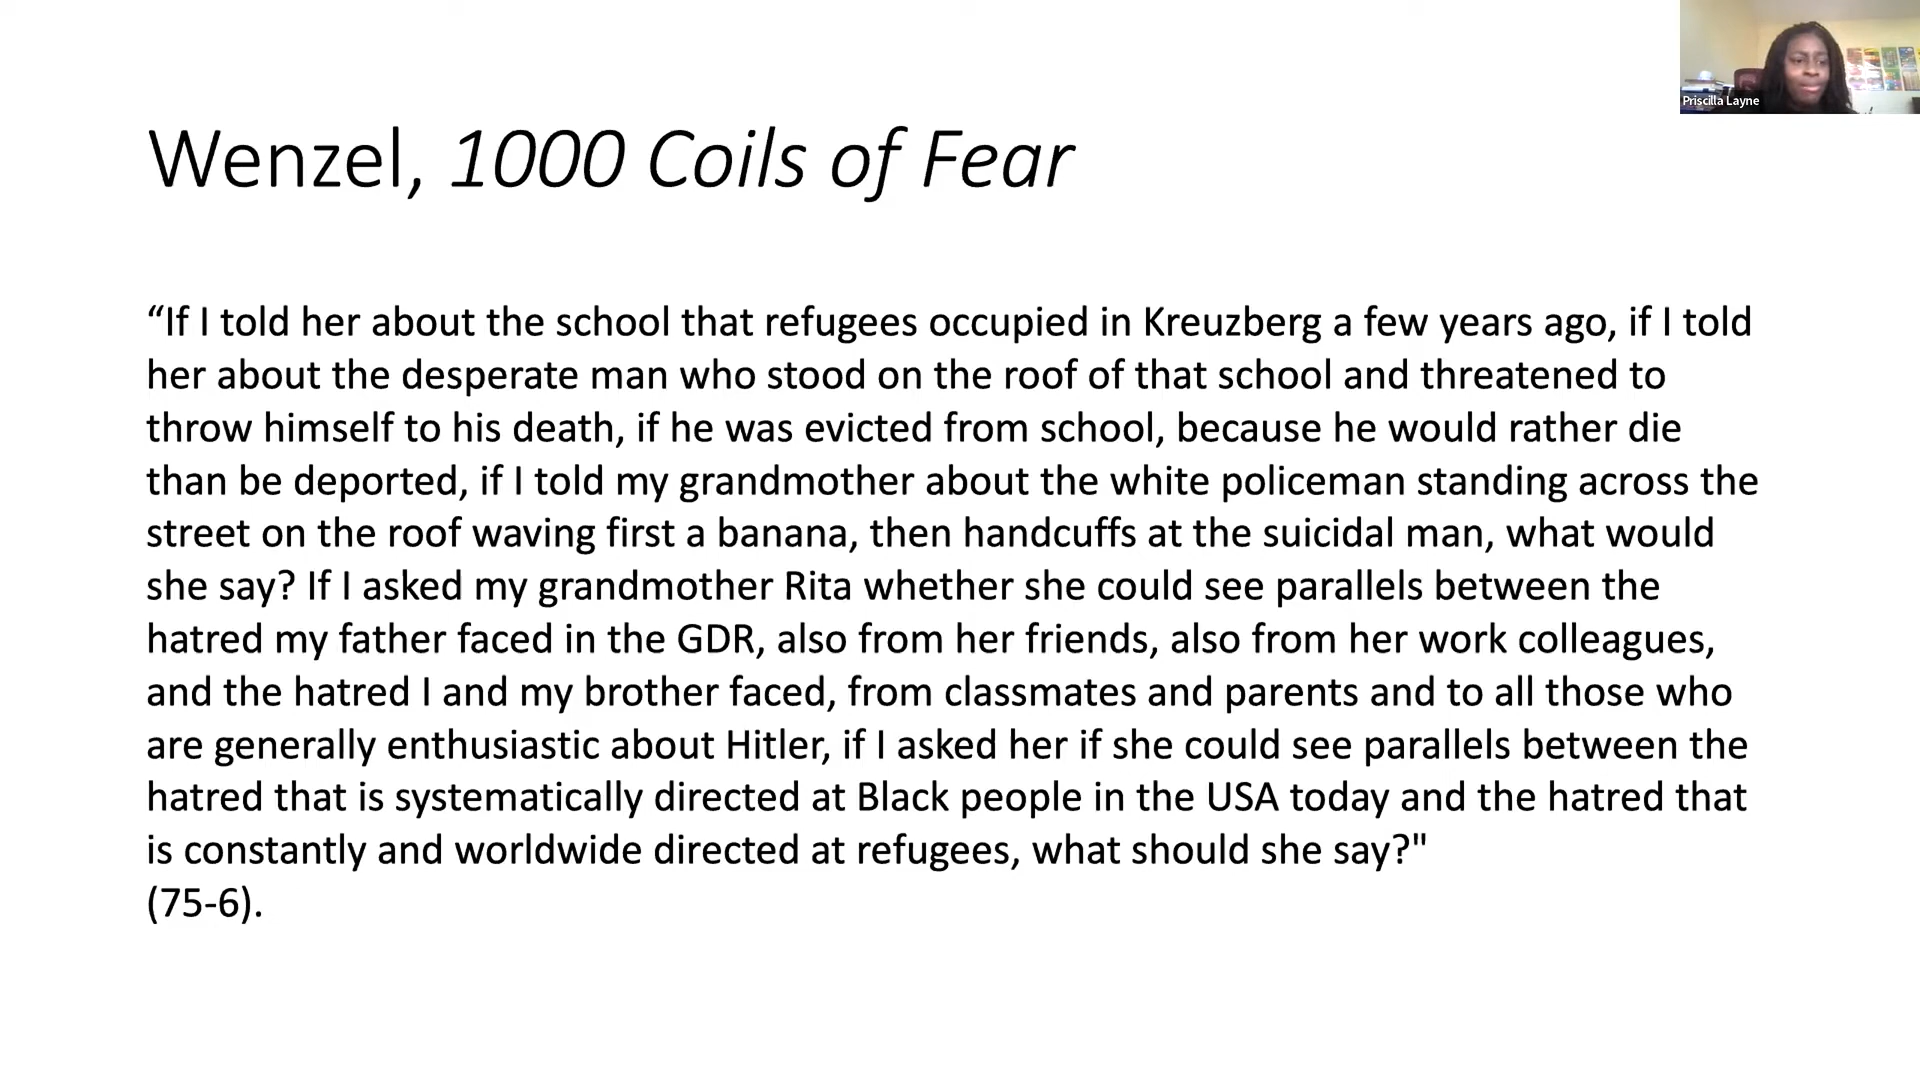 Priscilla Layne
Wenzel, 1000 Coils of Fear
“If I told her about the school that refugees occupied in Kreuzberg a few years ago, if I told
her about the desperate man who stood on the roof of that school and threatened to
throw himself to his death, if he was evicted from school, because he would rather die
than be deported, if I told my grandmother about the white policeman standing across the
street on the roof waving first a banana, then handcuffs at the suicidal man, what would
she say? If I asked my grandmother Rita whether she could see parallels between the
hatred my father faced in the GDR, also from her friends, also from her work colleagues,
and the hatred I and my brother faced, from classmates and parents and to all those who
are generally enthusiastic about Hitler, if I asked her if she could see parallels between the
hatred that is systematically directed at Black people in the USA today and the hatred that
is constantly and worldwide directed at refugees, what should she say?"
(75-6).